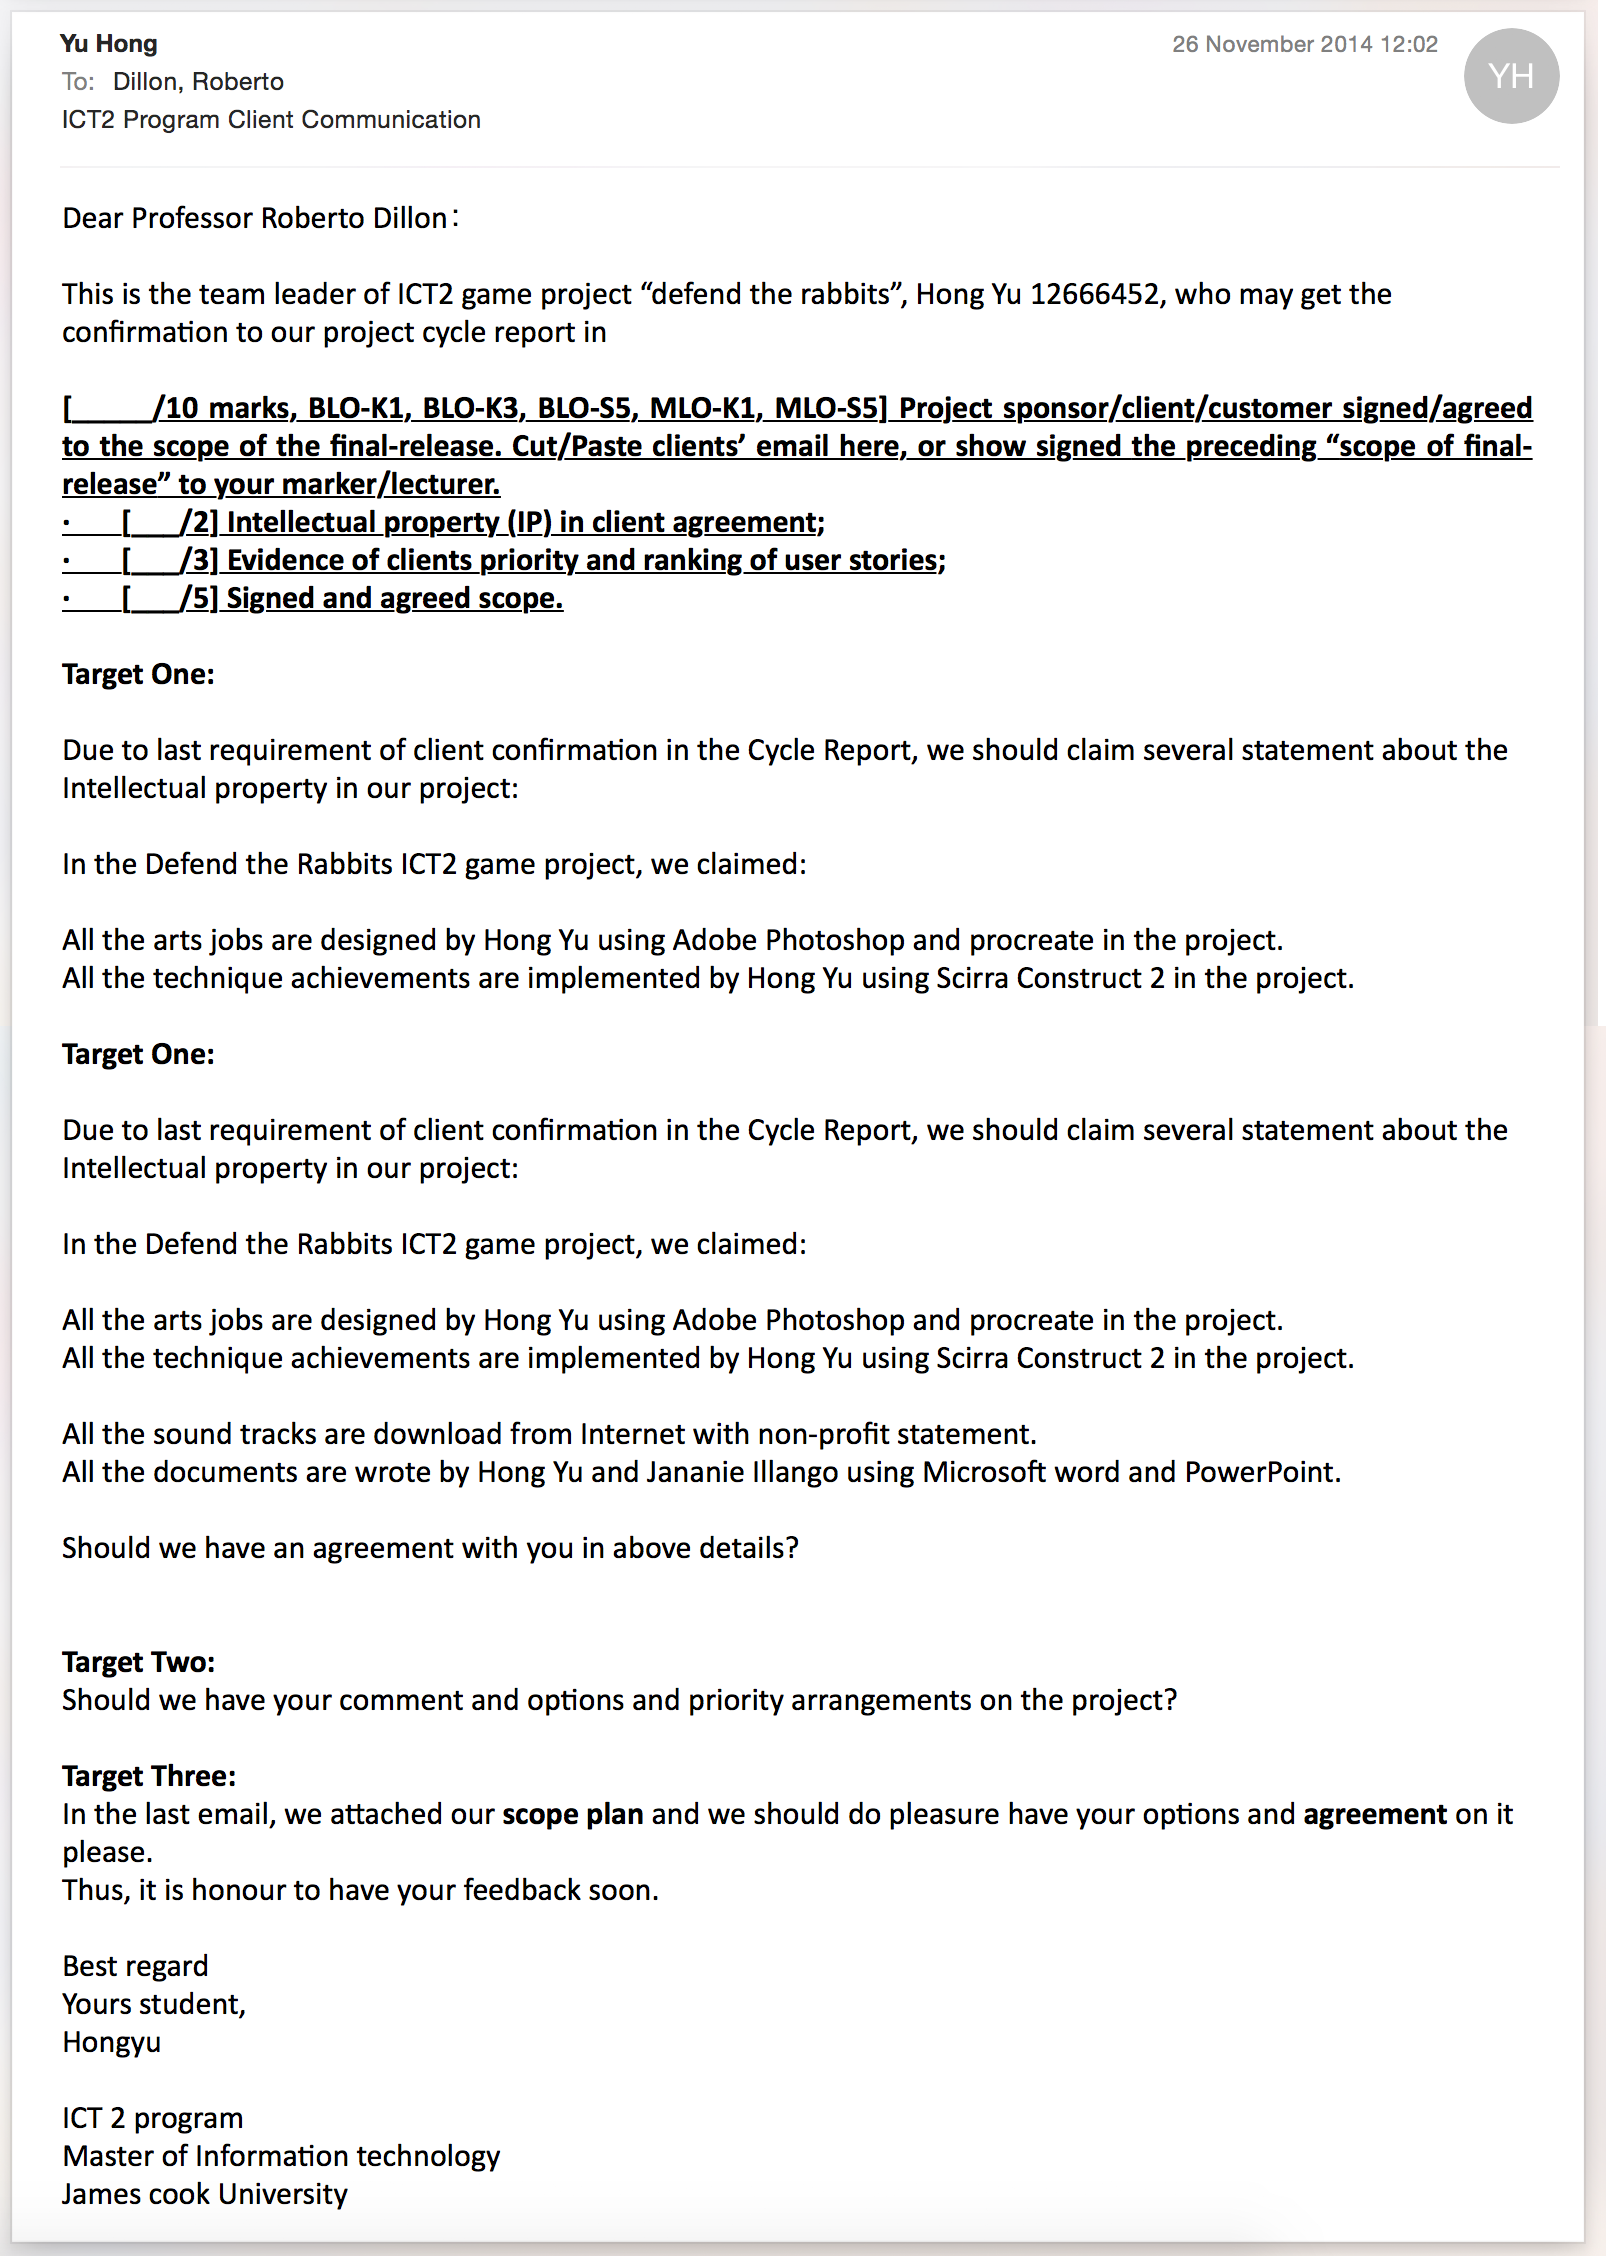 Yu Hong
26 November 2014 12:02
YH
To: Dillon, Roberto
ICT2 Program Client Communication
Dear Professor Roberto Dillon:
This is the team leader of ICT2 game project “defend the rabbits”, Hong Yu 12666452, who may get the
confirmation to our project cycle report in
[_____/10 marks, BLO-K1, BLO-K3, BLO-S5, MLO-K1, MLO-S5] Project sponsor/client/customer signed/agreed
to the scope of the final-release. Cut/Paste clients’ email here, or show signed the preceding “scope of final-
release” to your marker/lecturer.
· [___/2] Intellectual property (IP) in client agreement;
· [___/3] Evidence of clients priority and ranking of user stories;
· [___/5] Signed and agreed scope.
Target One:
Due to last requirement of client confirmation in the Cycle Report, we should claim several statement about the
Intellectual property in our project:
In the Defend the Rabbits ICT2 game project, we claimed:
All the arts jobs are designed by Hong Yu using Adobe Photoshop and procreate in the project.
All the technique achievements are implemented by Hong Yu using Scirra Construct 2 in the project.
Target One:
Due to last requirement of client confirmation in the Cycle Report, we should claim several statement about the
Intellectual property in our project:
In the Defend the Rabbits ICT2 game project, we claimed:
All the arts jobs are designed by Hong Yu using Adobe Photoshop and procreate in the project.
All the technique achievements are implemented by Hong Yu using Scirra Construct 2 in the project.
All the sound tracks are download from Internet with non-profit statement.
All the documents are wrote by Hong Yu and Jananie Illango using Microsoft word and PowerPoint.
Should we have an agreement with you in above details?
Target Two:
Should we have your comment and options and priority arrangements on the project?
Target Three:
In the last email, we attached our scope plan and we should do pleasure have your options and agreement on it
please.
Thus, it is honour to have your feedback soon.
Best regard
Yours student,
Hongyu
ICT 2 program
Master of Information technology
James cook University